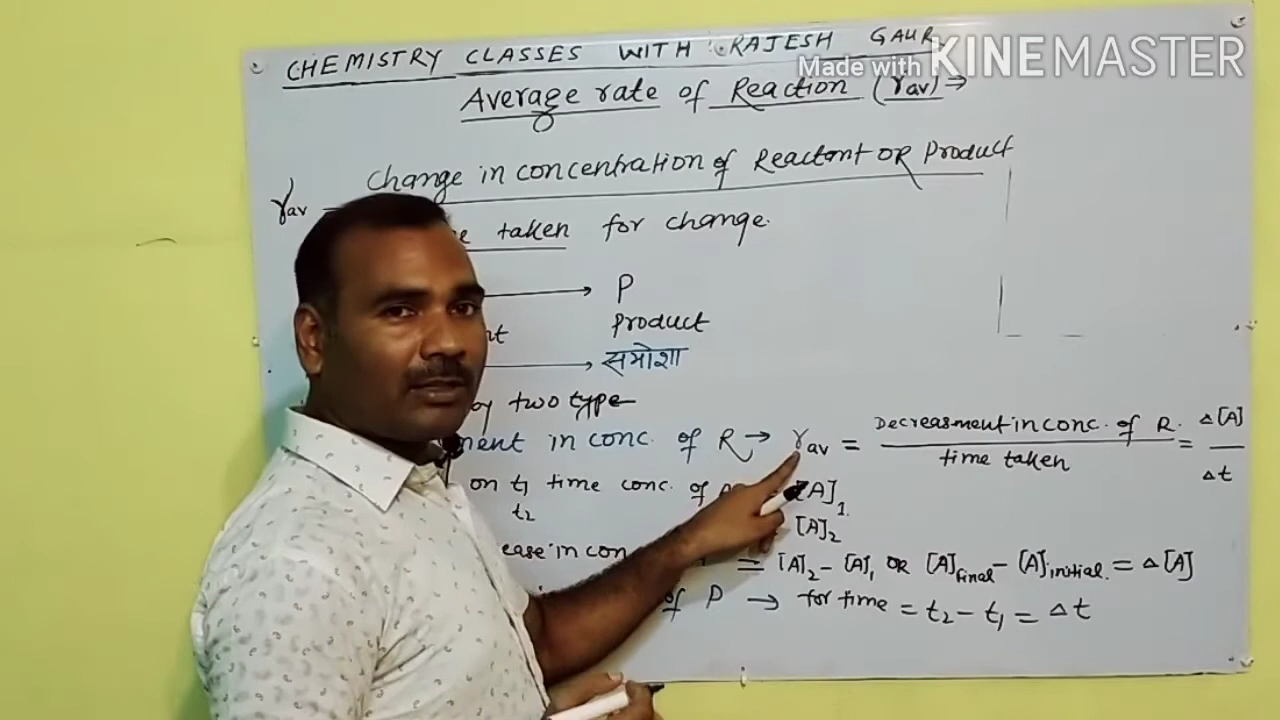 CHEMISTRY CLASSES WITH RAJESH GAUR
Made with KINEMASTER
Average rate of Reaction (rav) →
rav
Change in concentration of Reactant OR Product
taken for change.
→ P
Product
→ समोशा
two type
ment in conc. of R → rav = Decreasment in conc. of R. / time taken = Δ[A] / Δt
on t1 time conc. of [A]1.
t2 [A]2
ease in con = [A]2 - [A]1 OR [A]final - [A]initial. = Δ[A]
of P → for time = t2 - t1 = Δt